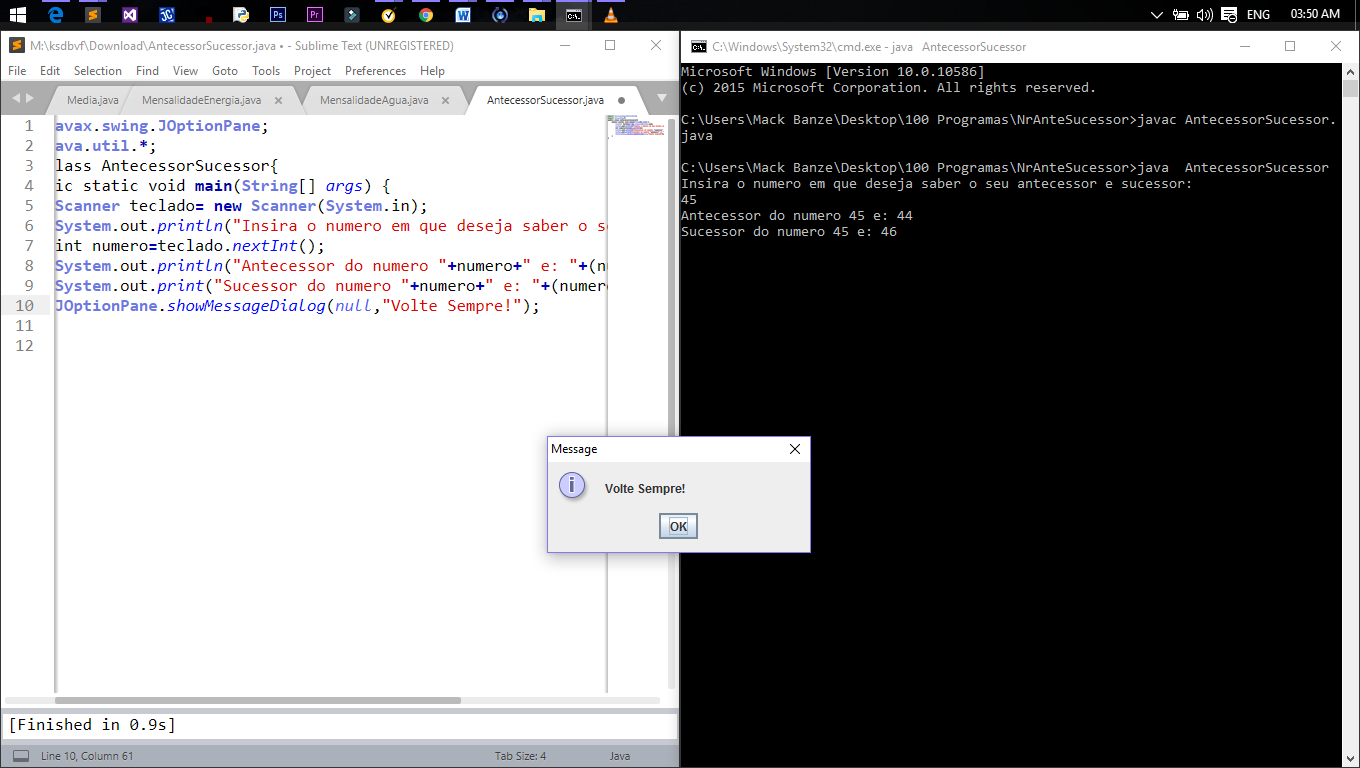 ENG
03:50 AM
M:\ksdbvf\Download\AntecessorSucessor.java • - Sublime Text (UNREGISTERED)
File Edit Selection Find View Goto Tools Project Preferences Help
Media.java MensalidadeEnergia.java MensalidadeAgua.java AntecessorSucessor.java
1 avax.swing.JOptionPane;
2 ava.util.*;
3 lass AntecessorSucessor{
4 ic static void main(String[] args) {
5 Scanner teclado= new Scanner(System.in);
6 System.out.println("Insira o numero em que deseja saber o s
7 int numero=teclado.nextInt();
8 System.out.println("Antecessor do numero "+numero+" e: "+(n
9 System.out.print("Sucessor do numero "+numero+" e: "+(numer
10 JOptionPane.showMessageDialog(null,"Volte Sempre!");
11
12
[Finished in 0.9s]
Line 10, Column 61 Tab Size: 4 Java
C:\Windows\System32\cmd.exe - java AntecessorSucessor
Microsoft Windows [Version 10.0.10586]
(c) 2015 Microsoft Corporation. All rights reserved.
C:\Users\Mack Banze\Desktop\100 Programas\NrAnteSucessor>javac AntecessorSucessor.
java
C:\Users\Mack Banze\Desktop\100 Programas\NrAnteSucessor>java  AntecessorSucessor
Insira o numero em que deseja saber o seu antecessor e sucessor:
45
Antecessor do numero 45 e: 44
Sucessor do numero 45 e: 46
Message
Volte Sempre!
OK